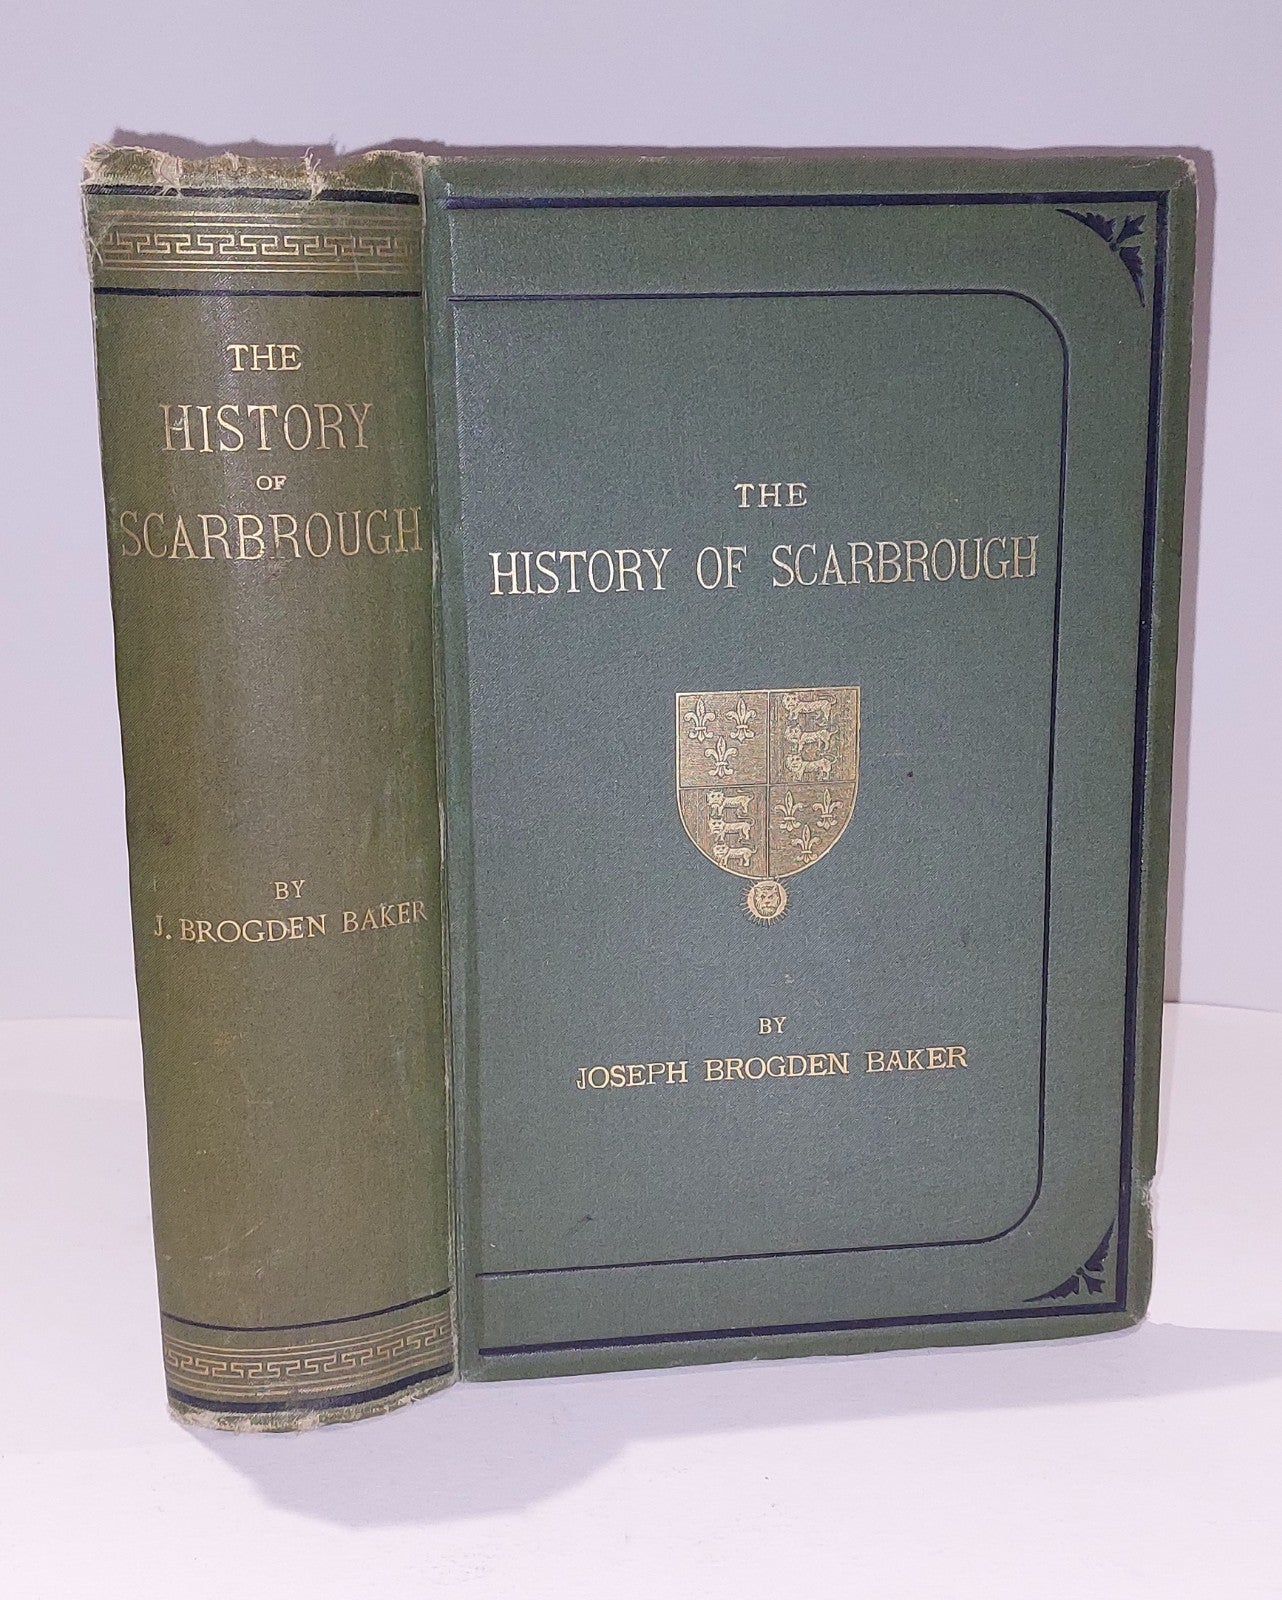 THE
HISTORY
OF
SCARBROUGH
BY
J. BROGDEN BAKER
THE
HISTORY OF SCARBROUGH
BY
JOSEPH BROGDEN BAKER